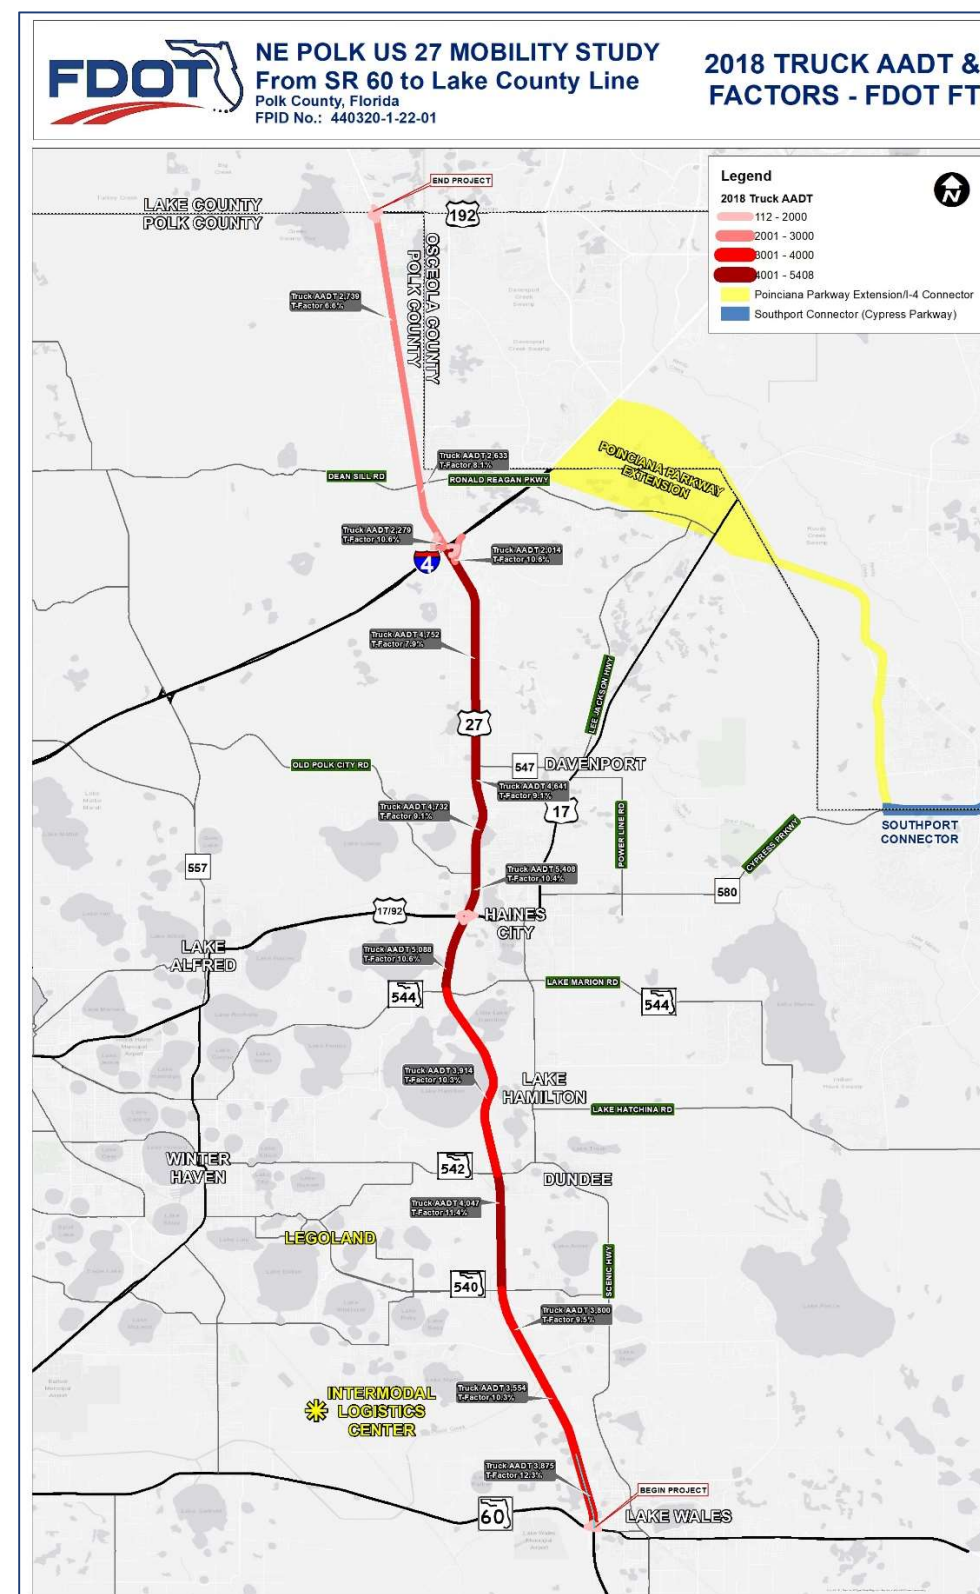 FDOT
NE POLK US 27 MOBILITY STUDY
From SR 60 to Lake County Line
Polk County, Florida
FPID No.: 440320-1-22-01
2018 TRUCK AADT &
FACTORS - FDOT FT
Legend
2018 Truck AADT
112 - 2000
2001 - 3000
3001 - 4000
4001 - 5408
Poinciana Parkway Extension/I-4 Connector
Southport Connector (Cypress Parkway)
N
END PROJECT
LAKE COUNTY
POLK COUNTY
192
OSCEOLA COUNTY
POLK COUNTY
Truck AADT 2,739
T-Factor 6.6%
POINCIANA PARKWAY
EXTENSION
Truck AADT 2,633
T-Factor 8.1%
DEAN SILL RD
RONALD REAGAN PKWY
Truck AADT 2,279
T-Factor 10.6%
Truck AADT 2,014
T-Factor 10.6%
4
Truck AADT 4,752
T-Factor 7.9%
LEE JACKSON HWY
27
OLD POLK CITY RD
547
DAVENPORT
Truck AADT 4,641
T-Factor 9.1%
Truck AADT 4,732
T-Factor 9.1%
17
POWER LINE RD
CYPRESS PRKWY
SOUTHPORT
CONNECTOR
557
Truck AADT 5,408
T-Factor 10.4%
580
17/92
HAINES
CITY
LAKE
ALFRED
Truck AADT 5,088
T-Factor 10.6%
LAKE MARION RD
544
544
Truck AADT 3,914
T-Factor 10.3%
LAKE
HAMILTON
LAKE HATCHINA RD
WINTER
HAVEN
542
DUNDEE
Truck AADT 4,047
T-Factor 11.4%
LEGOLAND
SCENIC HWY
540
Truck AADT 3,800
T-Factor 9.5%
Truck AADT 3,554
T-Factor 10.3%
INTERMODAL
LOGISTICS
CENTER
Truck AADT 3,875
T-Factor 12.3%
BEGIN PROJECT
60
LAKE WALES